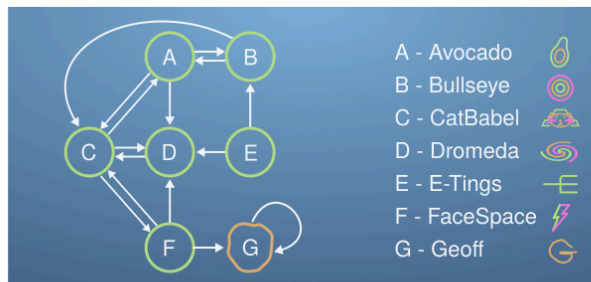 A
B
C
D
E
F
G
A - Avocado
B - Bullseye
C - CatBabel
D - Dromeda
E - E-Tings
F - FaceSpace
G - Geoff